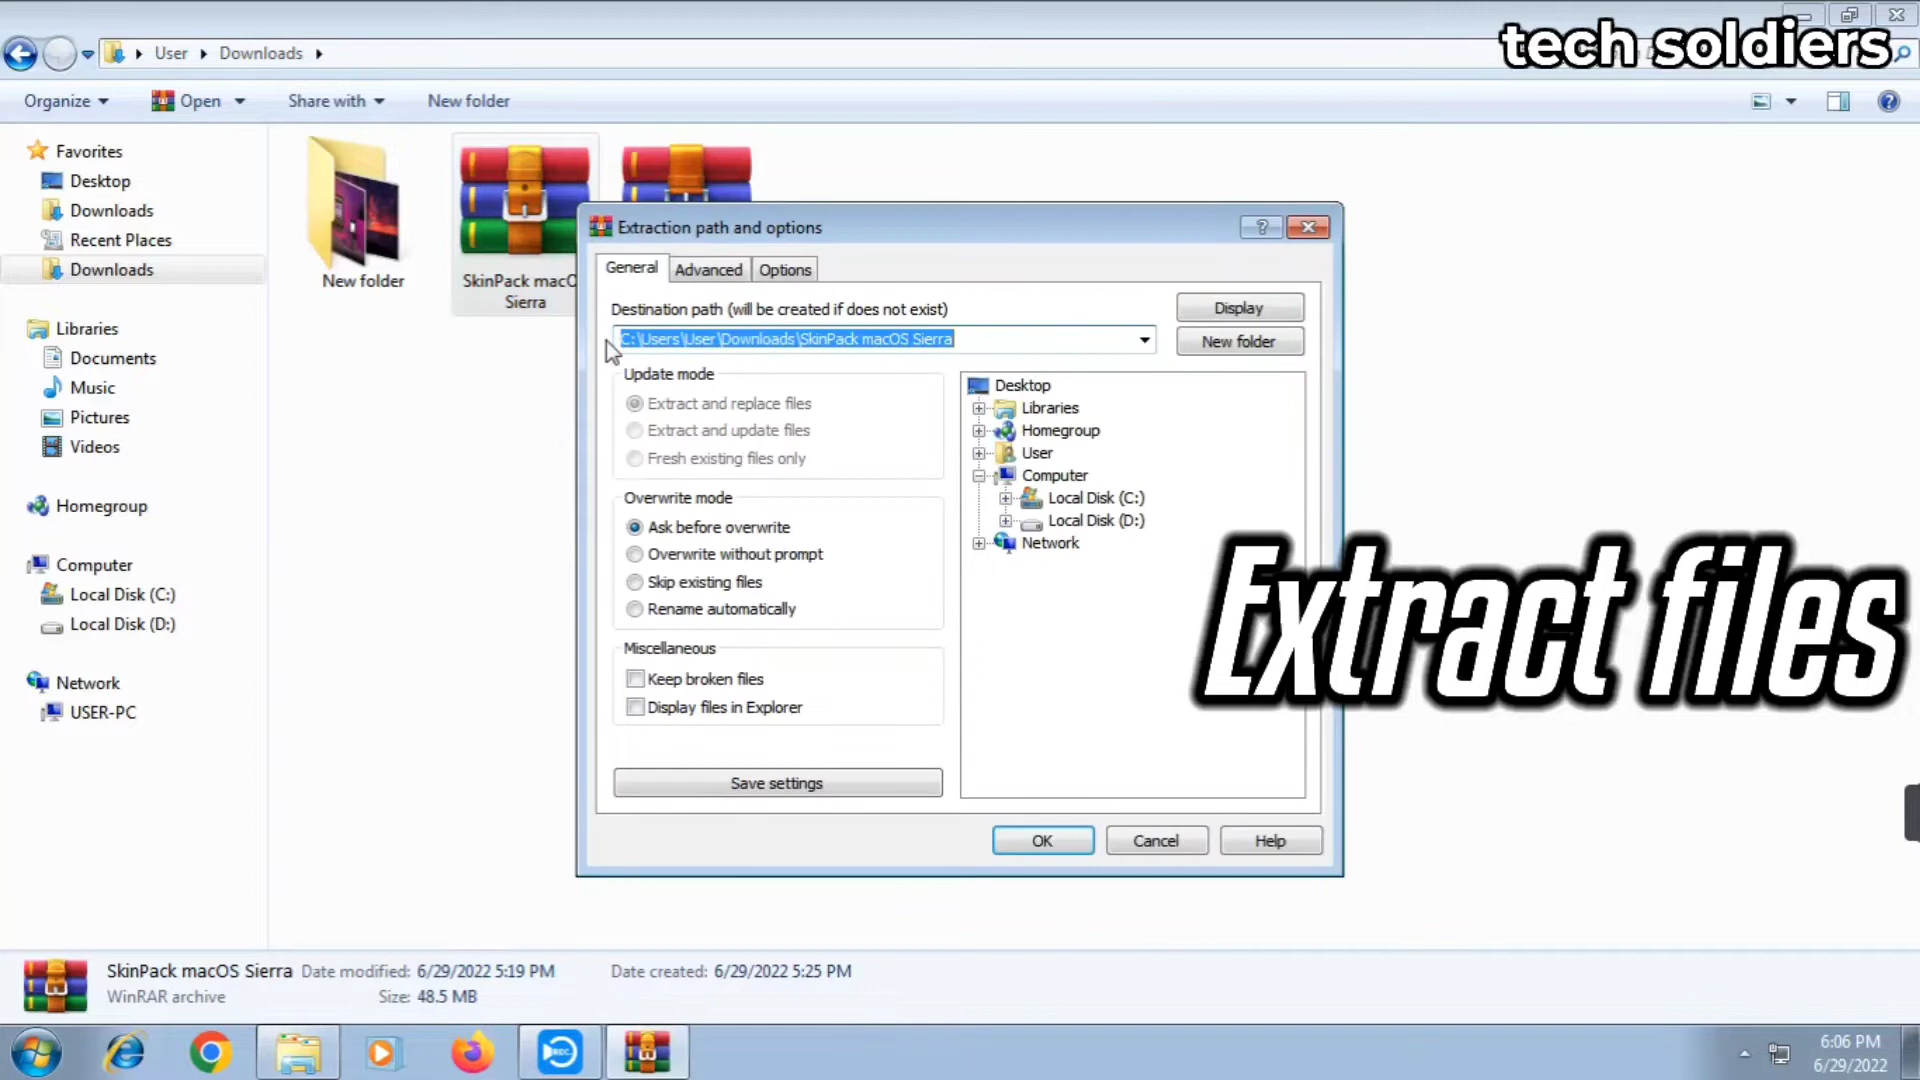 tech soldiers
User
Downloads
Organize
Open
Share with
New folder
Favorites
Desktop
Downloads
Recent Places
Downloads
Libraries
Documents
Music
Pictures
Videos
Homegroup
Computer
Local Disk (C:)
Local Disk (D:)
Network
USER-PC
New folder
SkinPack macO
Sierra
Extraction path and options
General
Advanced
Options
Destination path (will be created if does not exist)
C:\Users\User\Downloads\SkinPack macOS Sierra
Display
New folder
Update mode
Extract and replace files
Extract and update files
Fresh existing files only
Overwrite mode
Ask before overwrite
Overwrite without prompt
Skip existing files
Rename automatically
Miscellaneous
Keep broken files
Display files in Explorer
Save settings
Desktop
Libraries
Homegroup
User
Computer
Local Disk (C:)
Local Disk (D:)
Network
OK
Cancel
Help
Extract files
SkinPack macOS Sierra Date modified: 6/29/2022 5:19 PM Date created: 6/29/2022 5:25 PM
WinRAR archive Size: 48.5 MB
REC
6:06 PM
6/29/2022